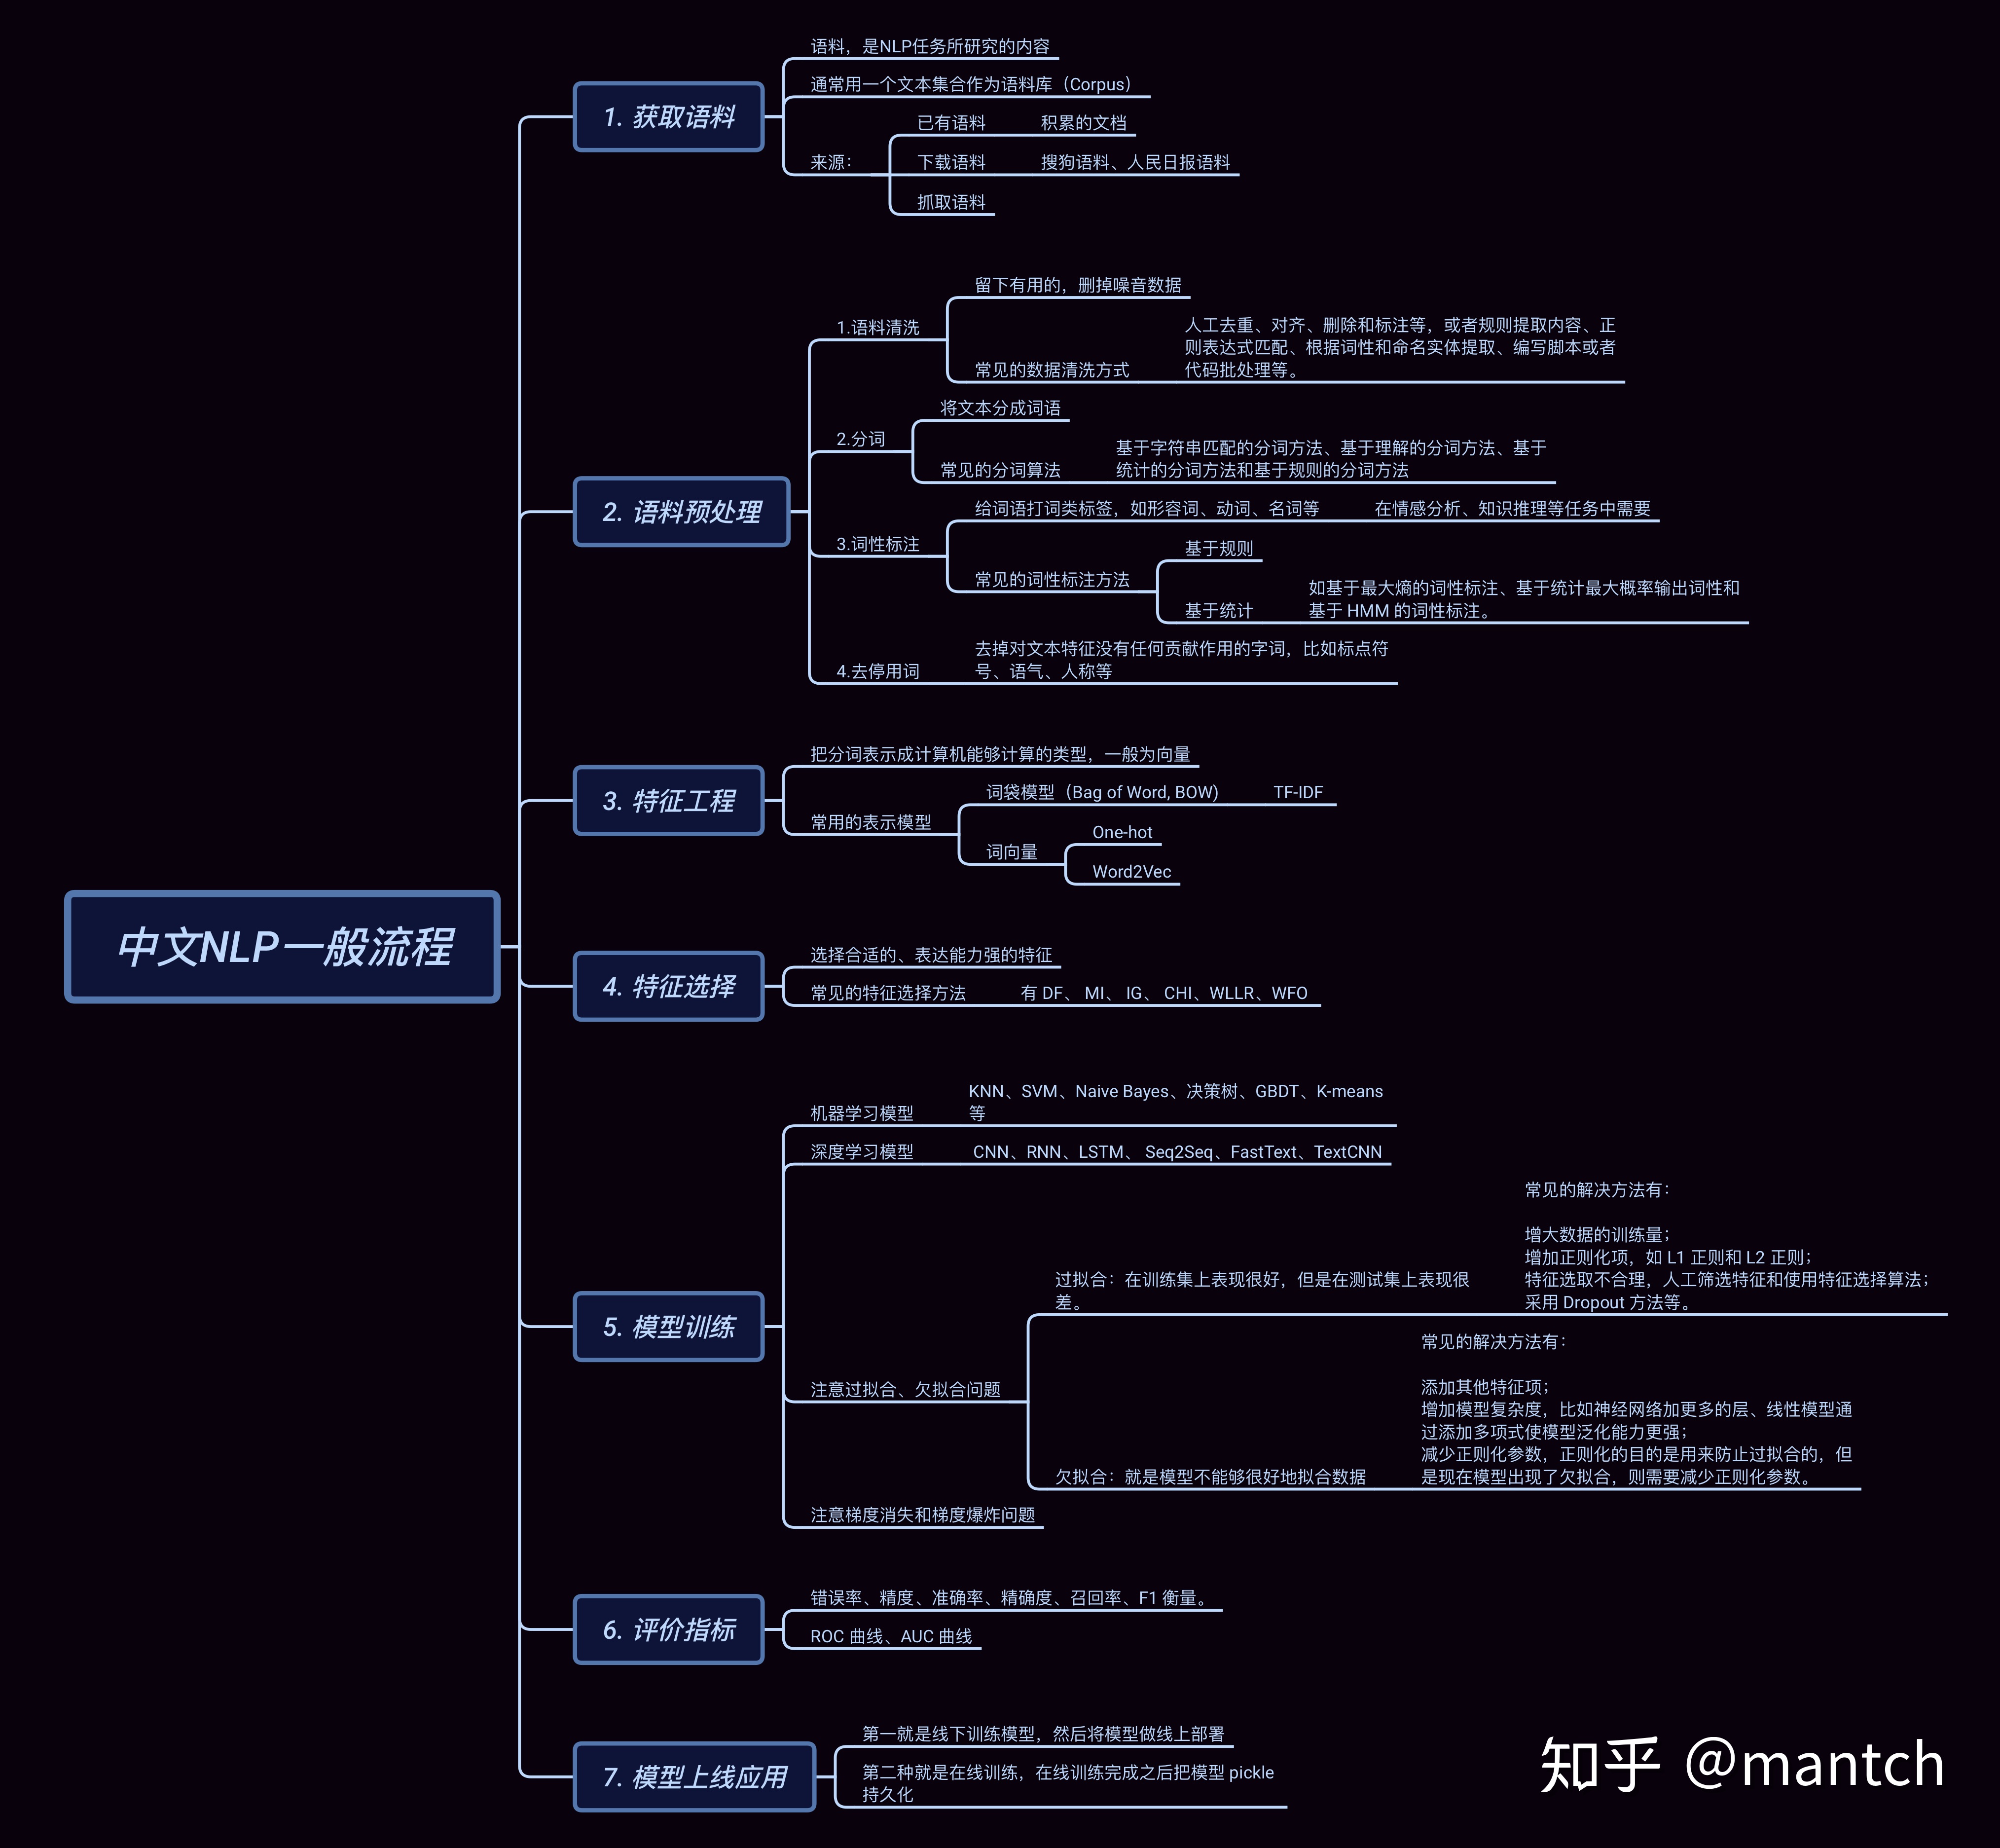 中文NLP一般流程
1. 获取语料
语料，是NLP任务所研究的内容
通常用一个文本集合作为语料库（Corpus）
来源：
已有语料
积累的文档
下载语料
搜狗语料、人民日报语料
抓取语料
2. 语料预处理
1.语料清洗
留下有用的，删掉噪音数据
常见的数据清洗方式
人工去重、对齐、删除和标注等，或者规则提取内容、正
则表达式匹配、根据词性和命名实体提取、编写脚本或者
代码批处理等。
2.分词
将文本分成词语
常见的分词算法
基于字符串匹配的分词方法、基于理解的分词方法、基于
统计的分词方法和基于规则的分词方法
3.词性标注
给词语打词类标签，如形容词、动词、名词等
在情感分析、知识推理等任务中需要
常见的词性标注方法
基于规则
基于统计
如基于最大熵的词性标注、基于统计最大概率输出词性和
基于 HMM 的词性标注。
4.去停用词
去掉对文本特征没有任何贡献作用的字词，比如标点符
号、语气、人称等
3. 特征工程
把分词表示成计算机能够计算的类型，一般为向量
常用的表示模型
词袋模型（Bag of Word, BOW)
TF-IDF
词向量
One-hot
Word2Vec
4. 特征选择
选择合适的、表达能力强的特征
常见的特征选择方法
有 DF、 MI、 IG、 CHI、WLLR、WFO
5. 模型训练
机器学习模型
KNN、SVM、Naive Bayes、决策树、GBDT、K-means
等
深度学习模型
CNN、RNN、LSTM、 Seq2Seq、FastText、TextCNN
注意过拟合、欠拟合问题
过拟合：在训练集上表现很好，但是在测试集上表现很
差。
常见的解决方法有：
增大数据的训练量；
增加正则化项，如 L1 正则和 L2 正则；
特征选取不合理，人工筛选特征和使用特征选择算法；
采用 Dropout 方法等。
欠拟合：就是模型不能够很好地拟合数据
常见的解决方法有：
添加其他特征项；
增加模型复杂度，比如神经网络加更多的层、线性模型通
过添加多项式使模型泛化能力更强；
减少正则化参数，正则化的目的是用来防止过拟合的，但
是现在模型出现了欠拟合，则需要减少正则化参数。
注意梯度消失和梯度爆炸问题
6. 评价指标
错误率、精度、准确率、精确度、召回率、F1 衡量。
ROC 曲线、AUC 曲线
7. 模型上线应用
第一就是线下训练模型，然后将模型做线上部署
第二种就是在线训练，在线训练完成之后把模型 pickle
持久化
知乎 @mantch